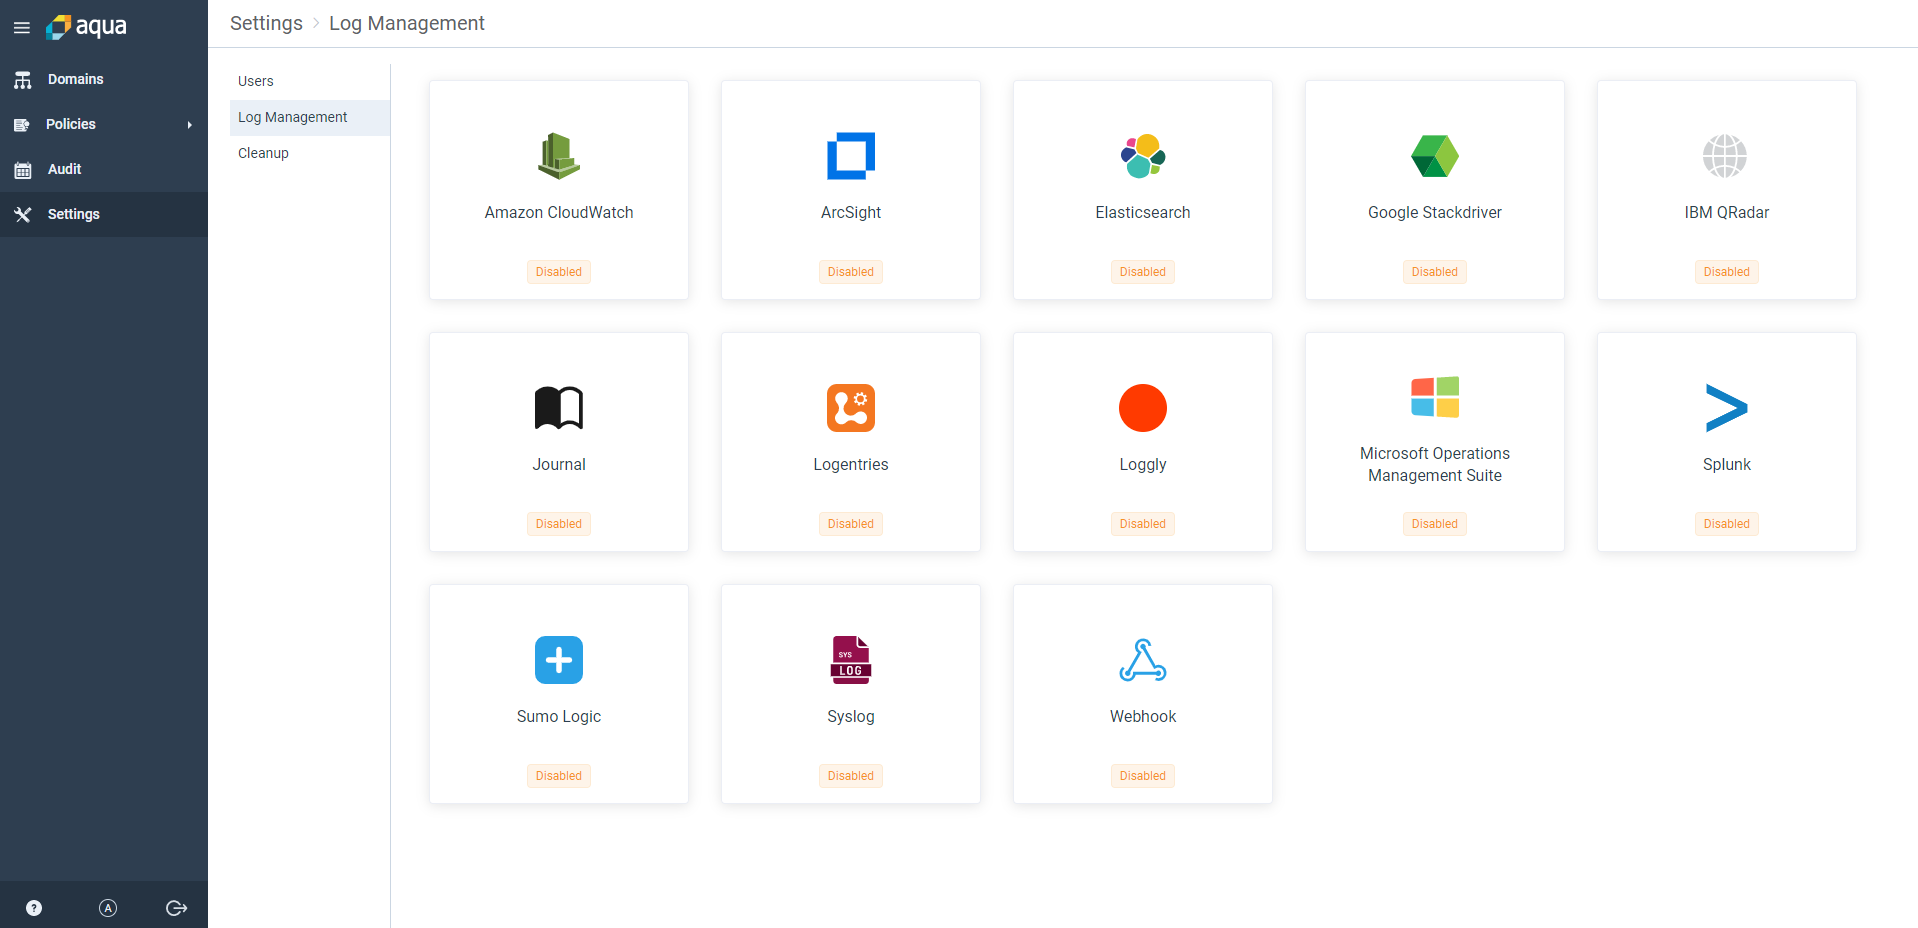 aqua
Settings > Log Management
Domains
Policies
Audit
Settings
Users
Log Management
Cleanup
Amazon CloudWatch
Disabled
ArcSight
Disabled
Elasticsearch
Disabled
Google Stackdriver
Disabled
IBM QRadar
Disabled
Journal
Disabled
Logentries
Disabled
Loggly
Disabled
Microsoft Operations
Management Suite
Disabled
Splunk
Disabled
Sumo Logic
Disabled
SYS
LOG
Syslog
Disabled
Webhook
Disabled
?
A